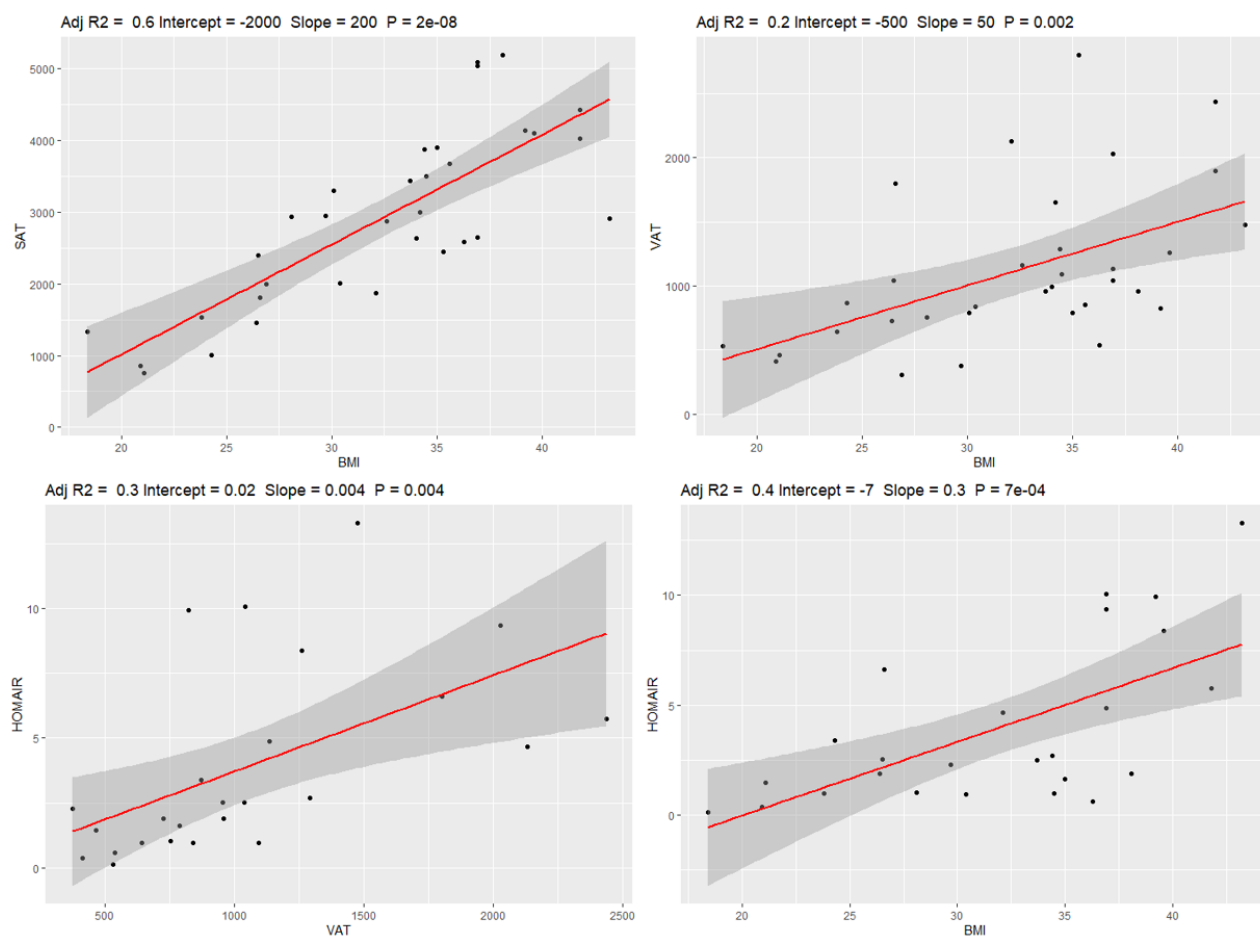 Adj R2 =  0.6 Intercept = -2000  Slope = 200  P = 2e-08
5000
4000
3000
2000
1000
0
SAT
20 25 30 35 40
BMI
Adj R2 =  0.2 Intercept = -500  Slope = 50  P = 0.002
2000
1000
0
VAT
20 25 30 35 40
BMI
Adj R2 =  0.3 Intercept = 0.02  Slope = 0.004  P = 0.004
10
5
0
HOMAIR
500 1000 1500 2000 2500
VAT
Adj R2 =  0.4 Intercept = -7  Slope = 0.3  P = 7e-04
10
5
0
HOMAIR
20 25 30 35 40
BMI